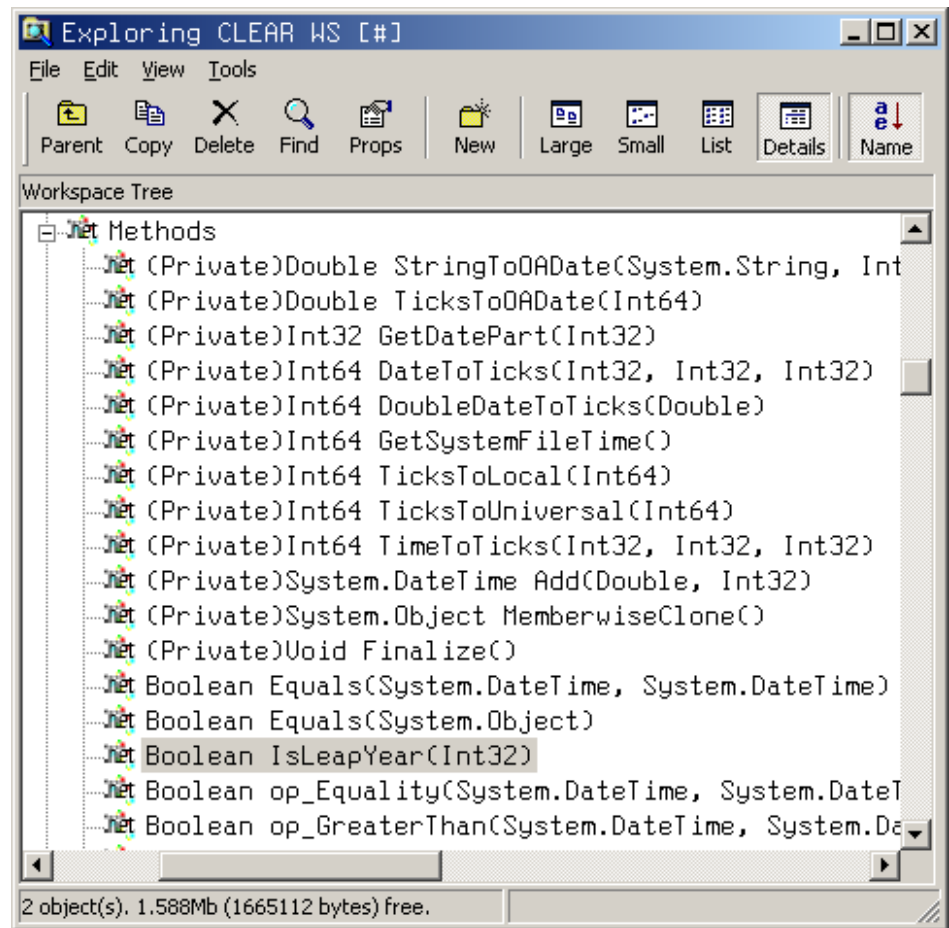 Exploring CLEAR WS [#]
File Edit View Tools
Parent Copy Delete Find Props New Large Small List Details Name
Workspace Tree
Methods
(Private)Double StringToOADate(System.String, Int
(Private)Double TicksToOADate(Int64)
(Private)Int32 GetDatePart(Int32)
(Private)Int64 DateToTicks(Int32, Int32, Int32)
(Private)Int64 DoubleDateToTicks(Double)
(Private)Int64 GetSystemFileTime()
(Private)Int64 TicksToLocal(Int64)
(Private)Int64 TicksToUniversal(Int64)
(Private)Int64 TimeToTicks(Int32, Int32, Int32)
(Private)System.DateTime Add(Double, Int32)
(Private)System.Object MemberwiseClone()
(Private)Void Finalize()
Boolean Equals(System.DateTime, System.DateTime)
Boolean Equals(System.Object)
Boolean IsLeapYear(Int32)
Boolean op_Equality(System.DateTime, System.DateT
Boolean op_GreaterThan(System.DateTime, System.Da
2 object(s). 1.588Mb (1665112 bytes) free.